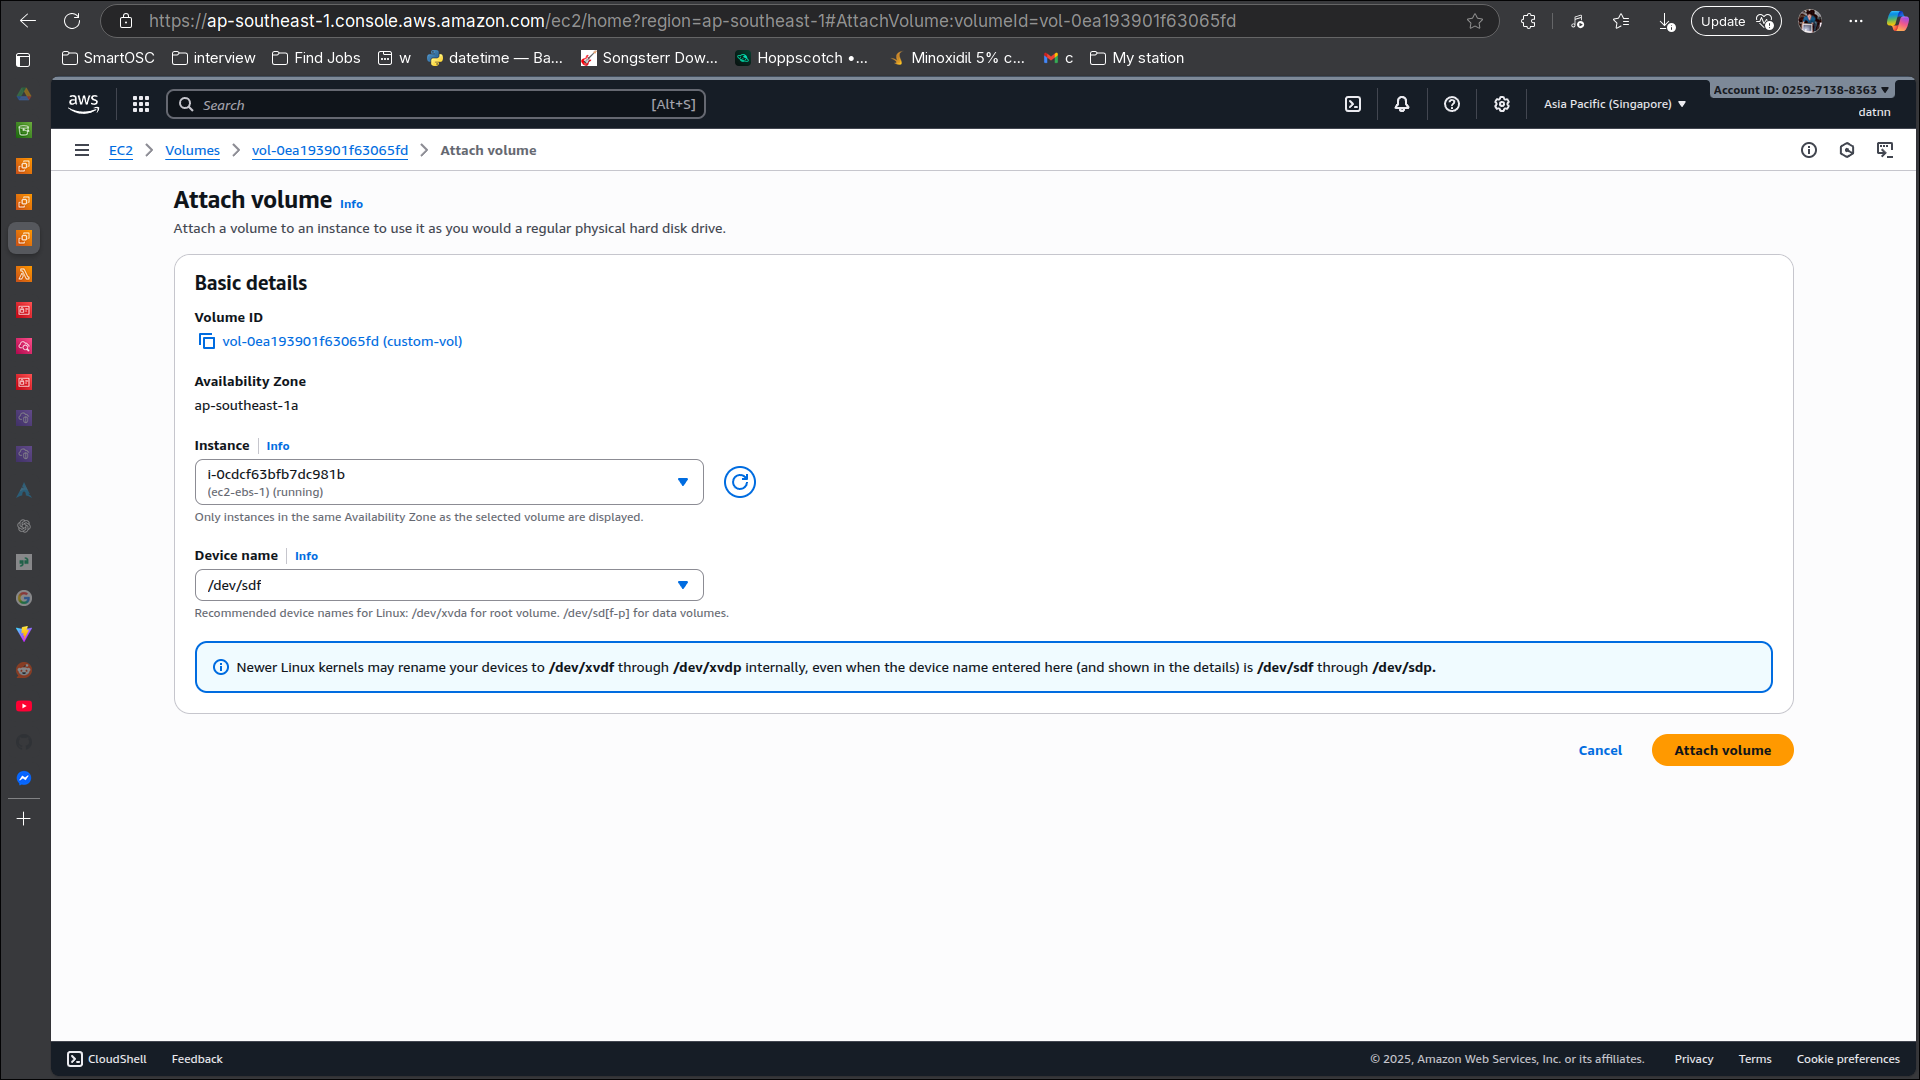 https://ap-southeast-1.console.aws.amazon.com/ec2/home?region=ap-southeast-1#AttachVolume:volumeId=vol-0ea193901f63065fd
Update
SmartOSC
interview
Find Jobs
w
datetime — Ba...
Songsterr Dow...
Hoppscotch •...
Minoxidil 5% c...
c
My station
aws
Search
[Alt+S]
Asia Pacific (Singapore)
Account ID: 0259-7138-8363
datnn
EC2
Volumes
vol-0ea193901f63065fd
Attach volume
Attach volume Info
Attach a volume to an instance to use it as you would a regular physical hard disk drive.
Basic details
Volume ID
vol-0ea193901f63065fd (custom-vol)
Availability Zone
ap-southeast-1a
Instance Info
i-0cdcf63bfb7dc981b
(ec2-ebs-1) (running)
Only instances in the same Availability Zone as the selected volume are displayed.
Device name Info
/dev/sdf
Recommended device names for Linux: /dev/xvda for root volume. /dev/sd[f-p] for data volumes.
Newer Linux kernels may rename your devices to /dev/xvdf through /dev/xvdp internally, even when the device name entered here (and shown in the details) is /dev/sdf through /dev/sdp.
Cancel
Attach volume
CloudShell
Feedback
© 2025, Amazon Web Services, Inc. or its affiliates.
Privacy
Terms
Cookie preferences